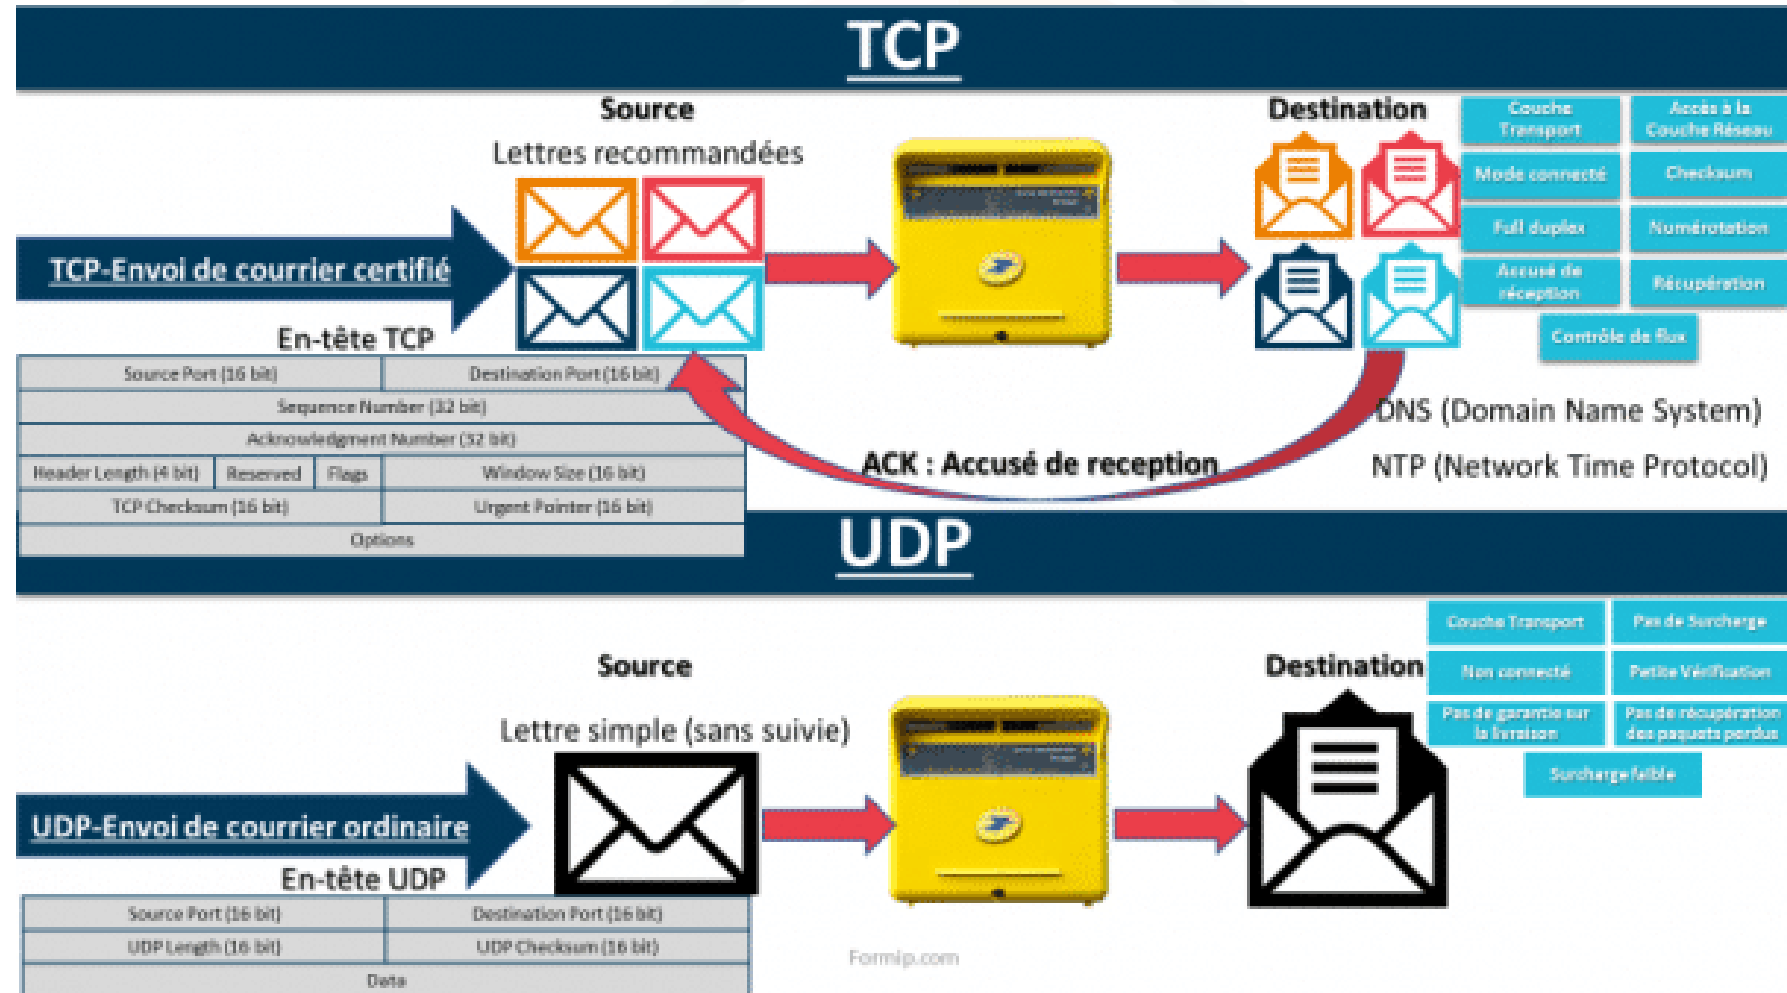 TCP
Source
Destination
Lettres recommandées
Couche
Transport
Accès à la
Couche Réseau
Mode connecté
Checksum
Full duplex
Numérotation
Accusé de
réception
Récupération
Contrôle de flux
TCP-Envoi de courrier certifié
En-tête TCP
Source Port (16 bit)
Destination Port (16 bit)
Sequence Number (32 bit)
Acknowledgment Number (32 bit)
Header Length (4 bit)
Reserved
Flags
Window Size (16 bit)
TCP Checksum (16 bit)
Urgent Pointer (16 bit)
Options
ACK : Accusé de reception
DNS (Domain Name System)
NTP (Network Time Protocol)
UDP
Source
Destination
Lettre simple (sans suivie)
Couche Transport
Pas de Surcharge
Non connecté
Petite Vérification
Pas de garantie sur
la livraison
Pas de récupération
des paquets perdus
Surcharge faible
UDP-Envoi de courrier ordinaire
En-tête UDP
Source Port (16 bit)
Destination Port (16 bit)
UDP Length (16 bit)
UDP Checksum (16 bit)
Data
Formip.com